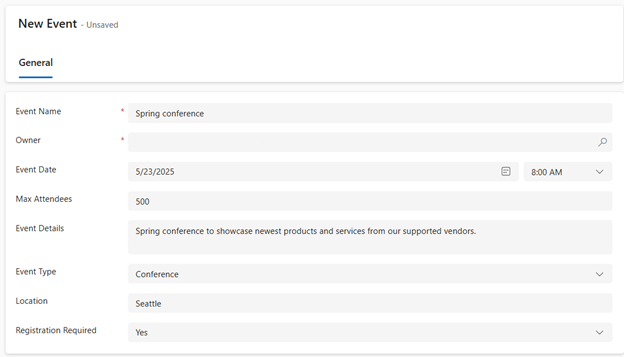 New Event - Unsaved
General
Event Name * Spring conference
Owner *
Event Date 5/23/2025 8:00 AM
Max Attendees 500
Event Details Spring conference to showcase newest products and services from our supported vendors.
Event Type Conference
Location Seattle
Registration Required Yes